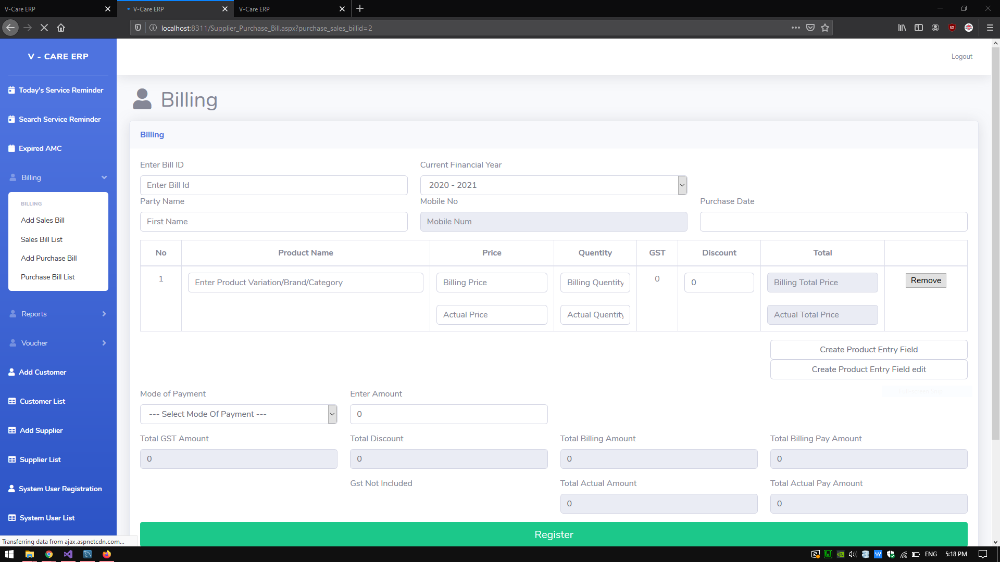 V-Care ERP
V-Care ERP
V-Care ERP
localhost:8311/Supplier_Purchase_Bill.aspx?purchase_sales_billid=2
V - CARE ERP
Logout
Today's Service Reminder
Search Service Reminder
Expired AMC
Billing
BILLING
Add Sales Bill
Sales Bill List
Add Purchase Bill
Purchase Bill List
Reports
Voucher
Add Customer
Customer List
Add Supplier
Supplier List
System User Registration
System User List
Billing
Billing
Enter Bill ID
Current Financial Year
Enter Bill Id
2020 - 2021
Party Name
Mobile No
Purchase Date
First Name
Mobile Num
No
Product Name
Price
Quentity
GST
Discount
Total
1
Enter Product Variation/Brand/Category
Billing Price
Billing Quantity
0
0
Billing Total Price
Remove
Actual Price
Actual Quantity
Actual Total Price
Create Product Entry Field
Create Product Entry Field edit
Mode of Payment
Enter Amount
--- Select Mode Of Payment ---
0
Total GST Amount
Total Discount
Total Billing Amount
Total Billing Pay Amount
0
0
0
0
Gst Not Included
Total Actual Amount
Total Actual Pay Amount
0
0
Register
Transferring data from ajax.aspnetcdn.com...
ENG
5:18 PM